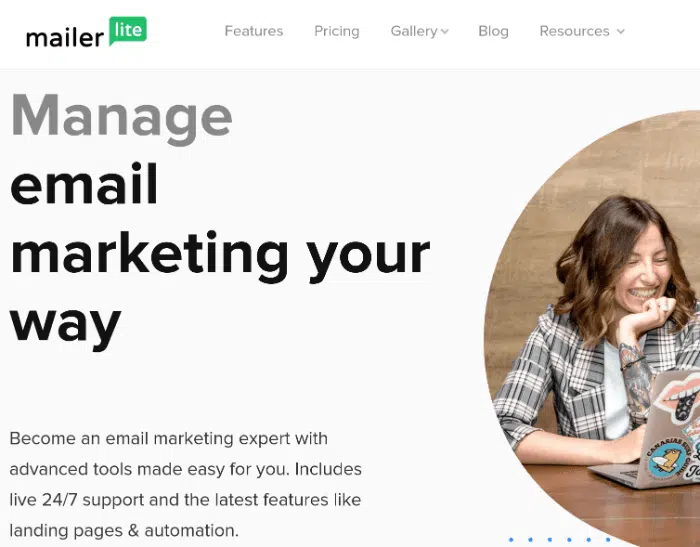 mailer lite
Features Pricing Gallery Blog Resources
Manage
email
marketing your
way
Become an email marketing expert with
advanced tools made easy for you. Includes
live 24/7 support and the latest features like
landing pages & automation.